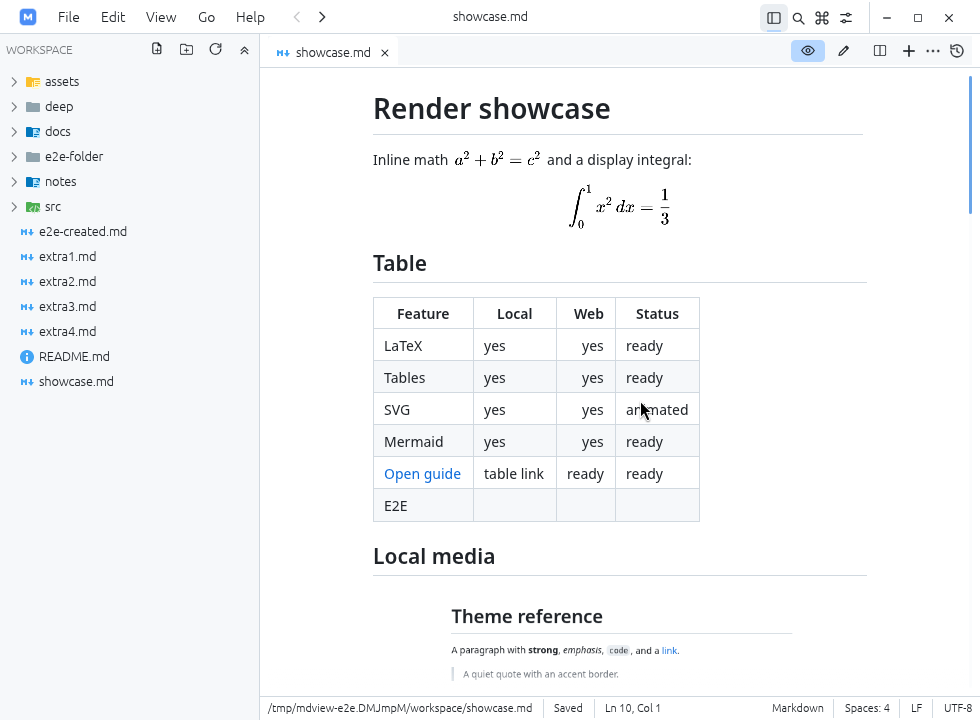 File Edit View Go Help
showcase.md
WORKSPACE
showcase.md
assets
deep
docs
e2e-folder
notes
src
e2e-created.md
extra1.md
extra2.md
extra3.md
extra4.md
README.md
showcase.md
Render showcase
Inline math a² + b² = c² and a display integral:
∫₀¹ x² dx = 1/3
Table
Feature Local Web Status
LaTeX yes yes ready
Tables yes yes ready
SVG yes yes animated
Mermaid yes yes ready
Open guide table link ready ready
E2E
Local media
Theme reference
A paragraph with strong, emphasis, code, and a link.
A quiet quote with an accent border.
/tmp/mdview-e2e.DMJmpM/workspace/showcase.md Saved Ln 10, Col 1 Markdown Spaces: 4 LF UTF-8